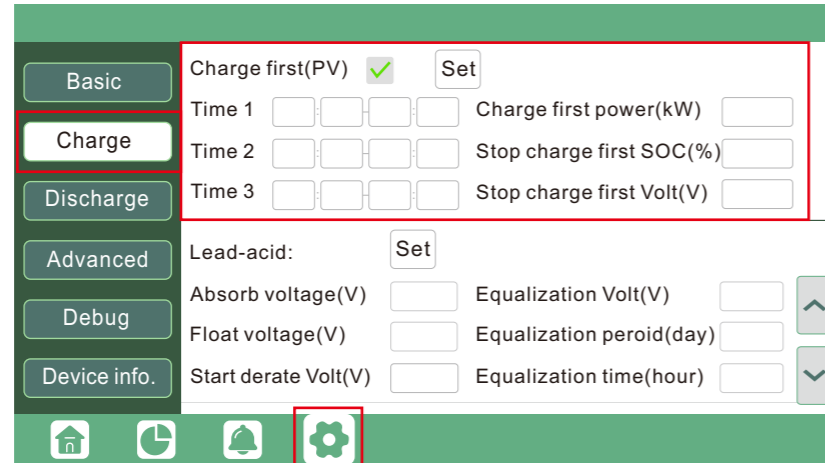 Basic
Charge
Discharge
Advanced
Debug
Device info.
Charge first(PV) Set
Time 1 : - : Charge first power(kW)
Time 2 : - : Stop charge first SOC(%)
Time 3 : - : Stop charge first Volt(V)
Lead-acid: Set
Absorb voltage(V) Equalization Volt(V)
Float voltage(V) Equalization peroid(day)
Start derate Volt(V) Equalization time(hour)